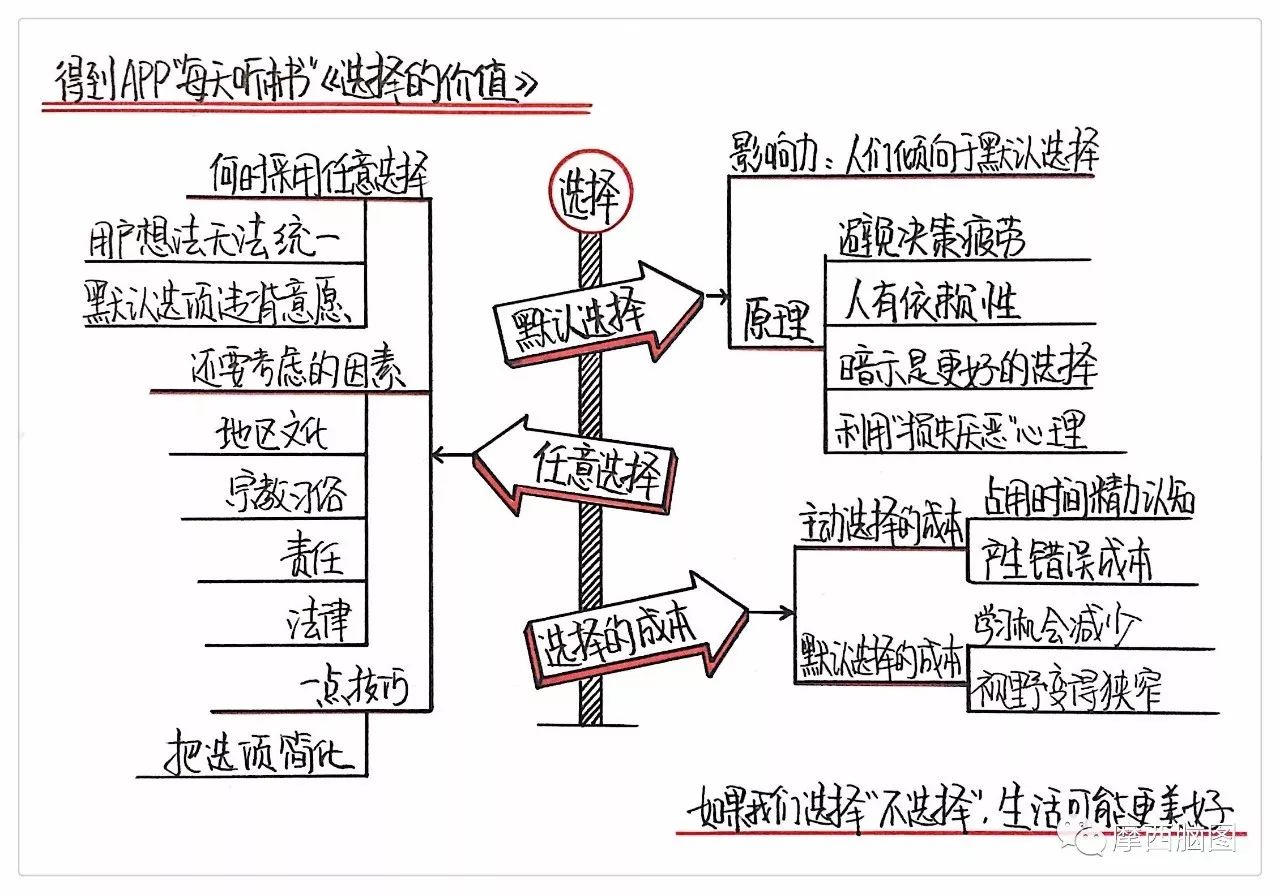 得到APP“每天听本书”《选择的价值》
选择
默认选择
影响力：人们倾向于默认选择
原理
避免决策疲劳
人有依赖性
暗示是更好的选择
利用“损失厌恶”心理
任意选择
何时采用任意选择
用户想法无法统一
默认选项违背意愿
还要考虑的因素
地区文化
宗教习俗
责任
法律
一点技巧
把选项简化
选择的成本
主动选择的成本
占用时间精力认知
产生错误成本
默认选择的成本
学习机会减少
视野变得狭窄
如果我们选择“不选择”，生活可能更美好
摩西脑图